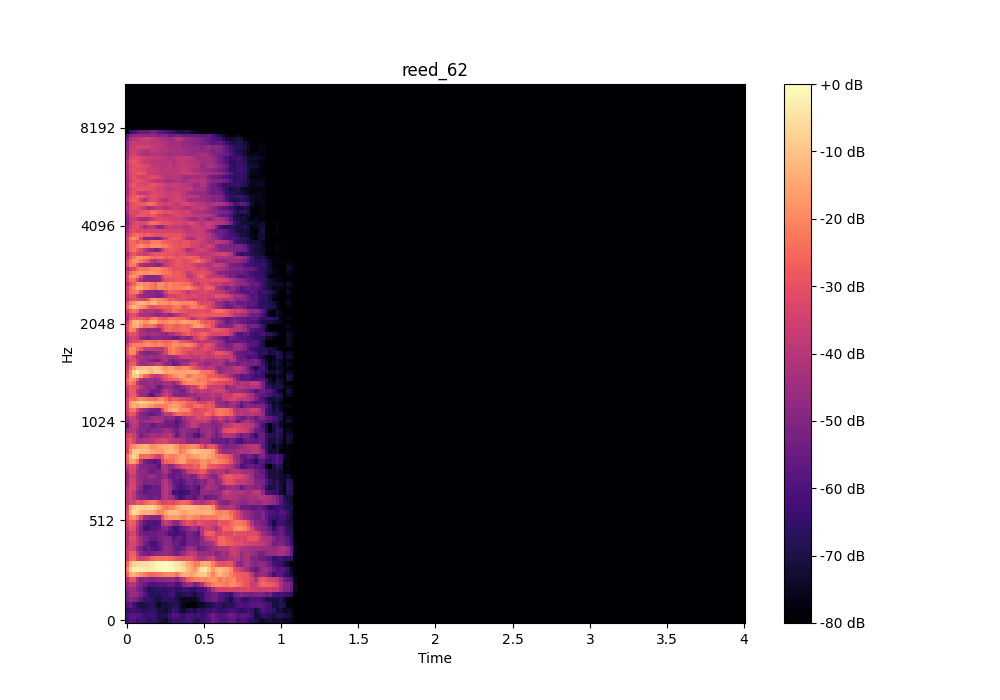 reed_62
+0 dB
8192
-10 dB
4096
-20 dB
-30 dB
2048
Hz
-40 dB
1024
-50 dB
512
-60 dB
-70 dB
0
-80 dB
0 0.5 1 1.5 2 2.5 3 3.5 4
Time